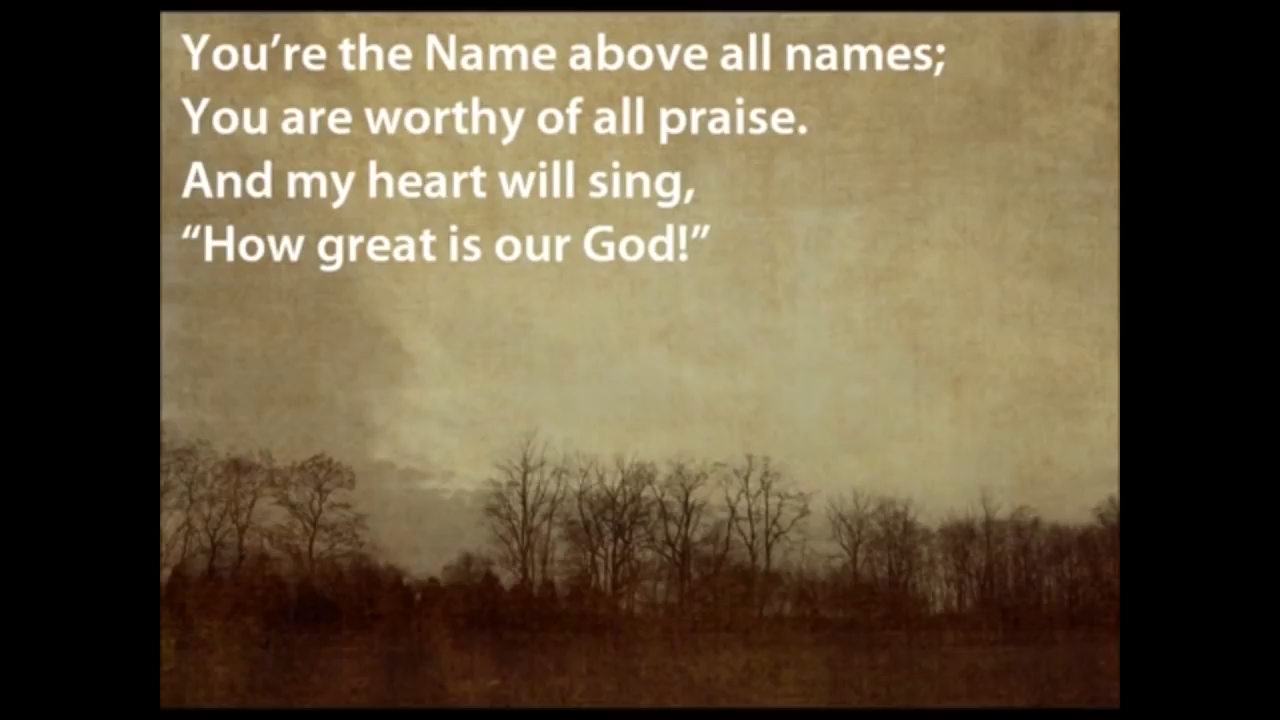 You’re the Name above all names;
You are worthy of all praise.
And my heart will sing,
“How great is our God!”